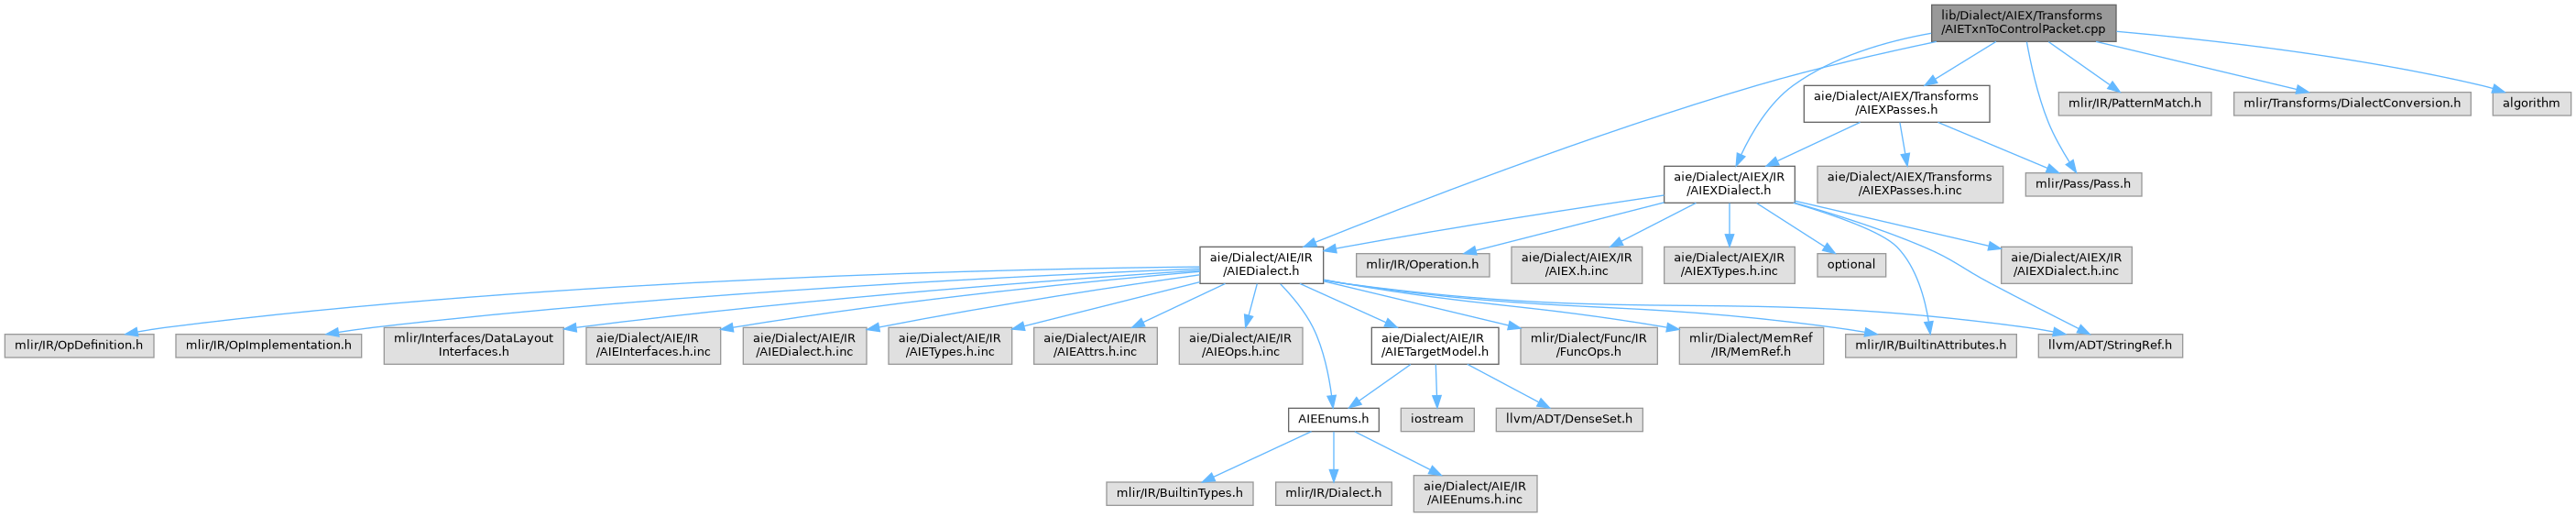 lib/Dialect/AIEX/Transforms
/AIETxnToControlPacket.cpp
aie/Dialect/AIEX/Transforms
/AIEXPasses.h
mlir/IR/PatternMatch.h
mlir/Transforms/DialectConversion.h
algorithm
aie/Dialect/AIEX/IR
/AIEXDialect.h
aie/Dialect/AIEX/Transforms
/AIEXPasses.h.inc
mlir/Pass/Pass.h
aie/Dialect/AIE/IR
/AIEDialect.h
mlir/IR/Operation.h
aie/Dialect/AIEX/IR
/AIEX.h.inc
aie/Dialect/AIEX/IR
/AIEXTypes.h.inc
optional
aie/Dialect/AIEX/IR
/AIEXDialect.h.inc
mlir/IR/OpDefinition.h
mlir/IR/OpImplementation.h
mlir/Interfaces/DataLayout
Interfaces.h
aie/Dialect/AIE/IR
/AIEInterfaces.h.inc
aie/Dialect/AIE/IR
/AIEDialect.h.inc
aie/Dialect/AIE/IR
/AIETypes.h.inc
aie/Dialect/AIE/IR
/AIEAttrs.h.inc
aie/Dialect/AIE/IR
/AIEOps.h.inc
aie/Dialect/AIE/IR
/AIETargetModel.h
mlir/Dialect/Func/IR
/FuncOps.h
mlir/Dialect/MemRef
/IR/MemRef.h
mlir/IR/BuiltinAttributes.h
llvm/ADT/StringRef.h
AIEEnums.h
iostream
llvm/ADT/DenseSet.h
mlir/IR/BuiltinTypes.h
mlir/IR/Dialect.h
aie/Dialect/AIE/IR
/AIEEnums.h.inc